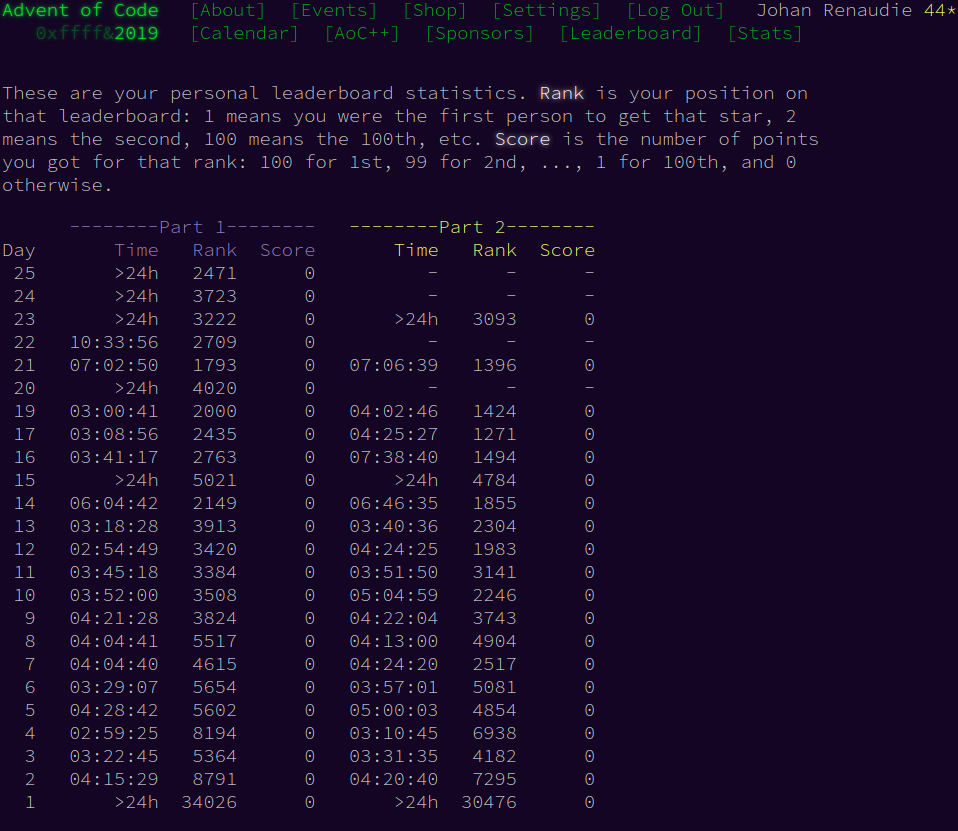 Advent of Code [About] [Events] [Shop] [Settings] [Log Out] Johan Renaudie 44*
0xffff&2019 [Calendar] [AoC++] [Sponsors] [Leaderboard] [Stats]
These are your personal leaderboard statistics. Rank is your position on
that leaderboard: 1 means you were the first person to get that star, 2
means the second, 100 means the 100th, etc. Score is the number of points
you got for that rank: 100 for 1st, 99 for 2nd, ..., 1 for 100th, and 0
otherwise.
--------Part 1-------- --------Part 2--------
Day Time Rank Score Time Rank Score
25 >24h 2471 0 - - -
24 >24h 3723 0 - - -
23 >24h 3222 0 >24h 3093 0
22 10:33:56 2709 0 - - -
21 07:02:50 1793 0 07:06:39 1396 0
20 >24h 4020 0 - - -
19 03:00:41 2000 0 04:02:46 1424 0
17 03:08:56 2435 0 04:25:27 1271 0
16 03:41:17 2763 0 07:38:40 1494 0
15 >24h 5021 0 >24h 4784 0
14 06:04:42 2149 0 06:46:35 1855 0
13 03:18:28 3913 0 03:40:36 2304 0
12 02:54:49 3420 0 04:24:25 1983 0
11 03:45:18 3384 0 03:51:50 3141 0
10 03:52:00 3508 0 05:04:59 2246 0
9 04:21:28 3824 0 04:22:04 3743 0
8 04:04:41 5517 0 04:13:00 4904 0
7 04:04:40 4615 0 04:24:20 2517 0
6 03:29:07 5654 0 03:57:01 5081 0
5 04:28:42 5602 0 05:00:03 4854 0
4 02:59:25 8194 0 03:10:45 6938 0
3 03:22:45 5364 0 03:31:35 4182 0
2 04:15:29 8791 0 04:20:40 7295 0
1 >24h 34026 0 >24h 30476 0